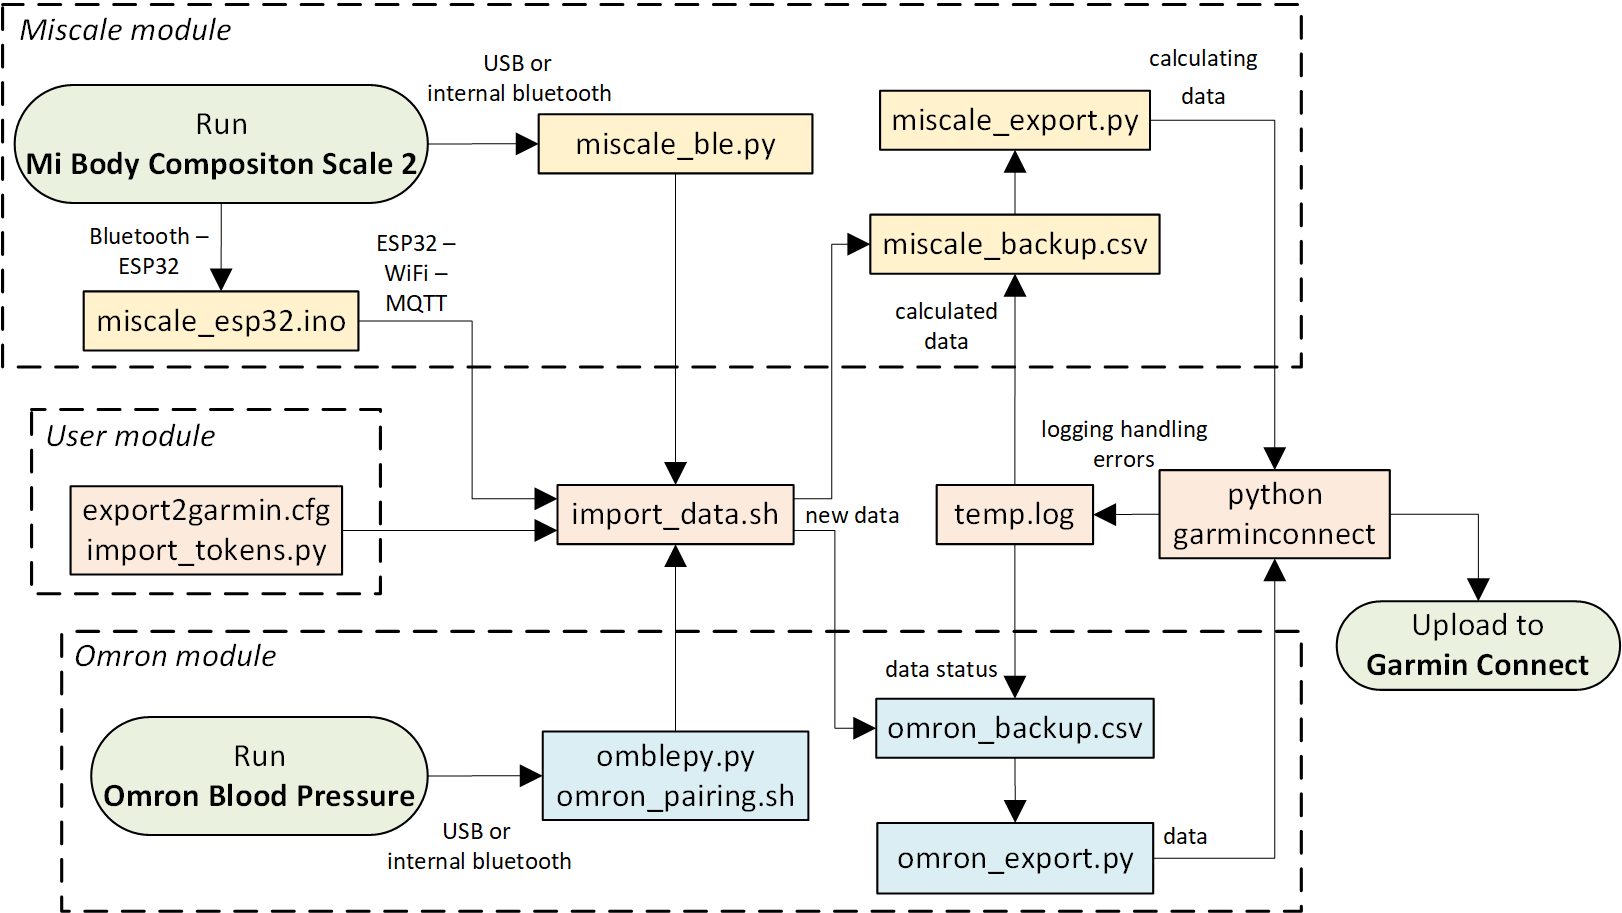 Miscale module
Run
Mi Body Compositon Scale 2
USB or
internal bluetooth
miscale_ble.py
Bluetooth –
ESP32
miscale_esp32.ino
ESP32 –
WiFi –
MQTT
calculating
data
miscale_export.py
miscale_backup.csv
calculated
data
User module
export2garmin.cfg
import_tokens.py
import_data.sh
new data
temp.log
logging handling
errors
python
garminconnect
Upload to
Garmin Connect
Omron module
Run
Omron Blood Pressure
USB or
internal bluetooth
omblepy.py
omron_pairing.sh
data status
omron_backup.csv
omron_export.py
data